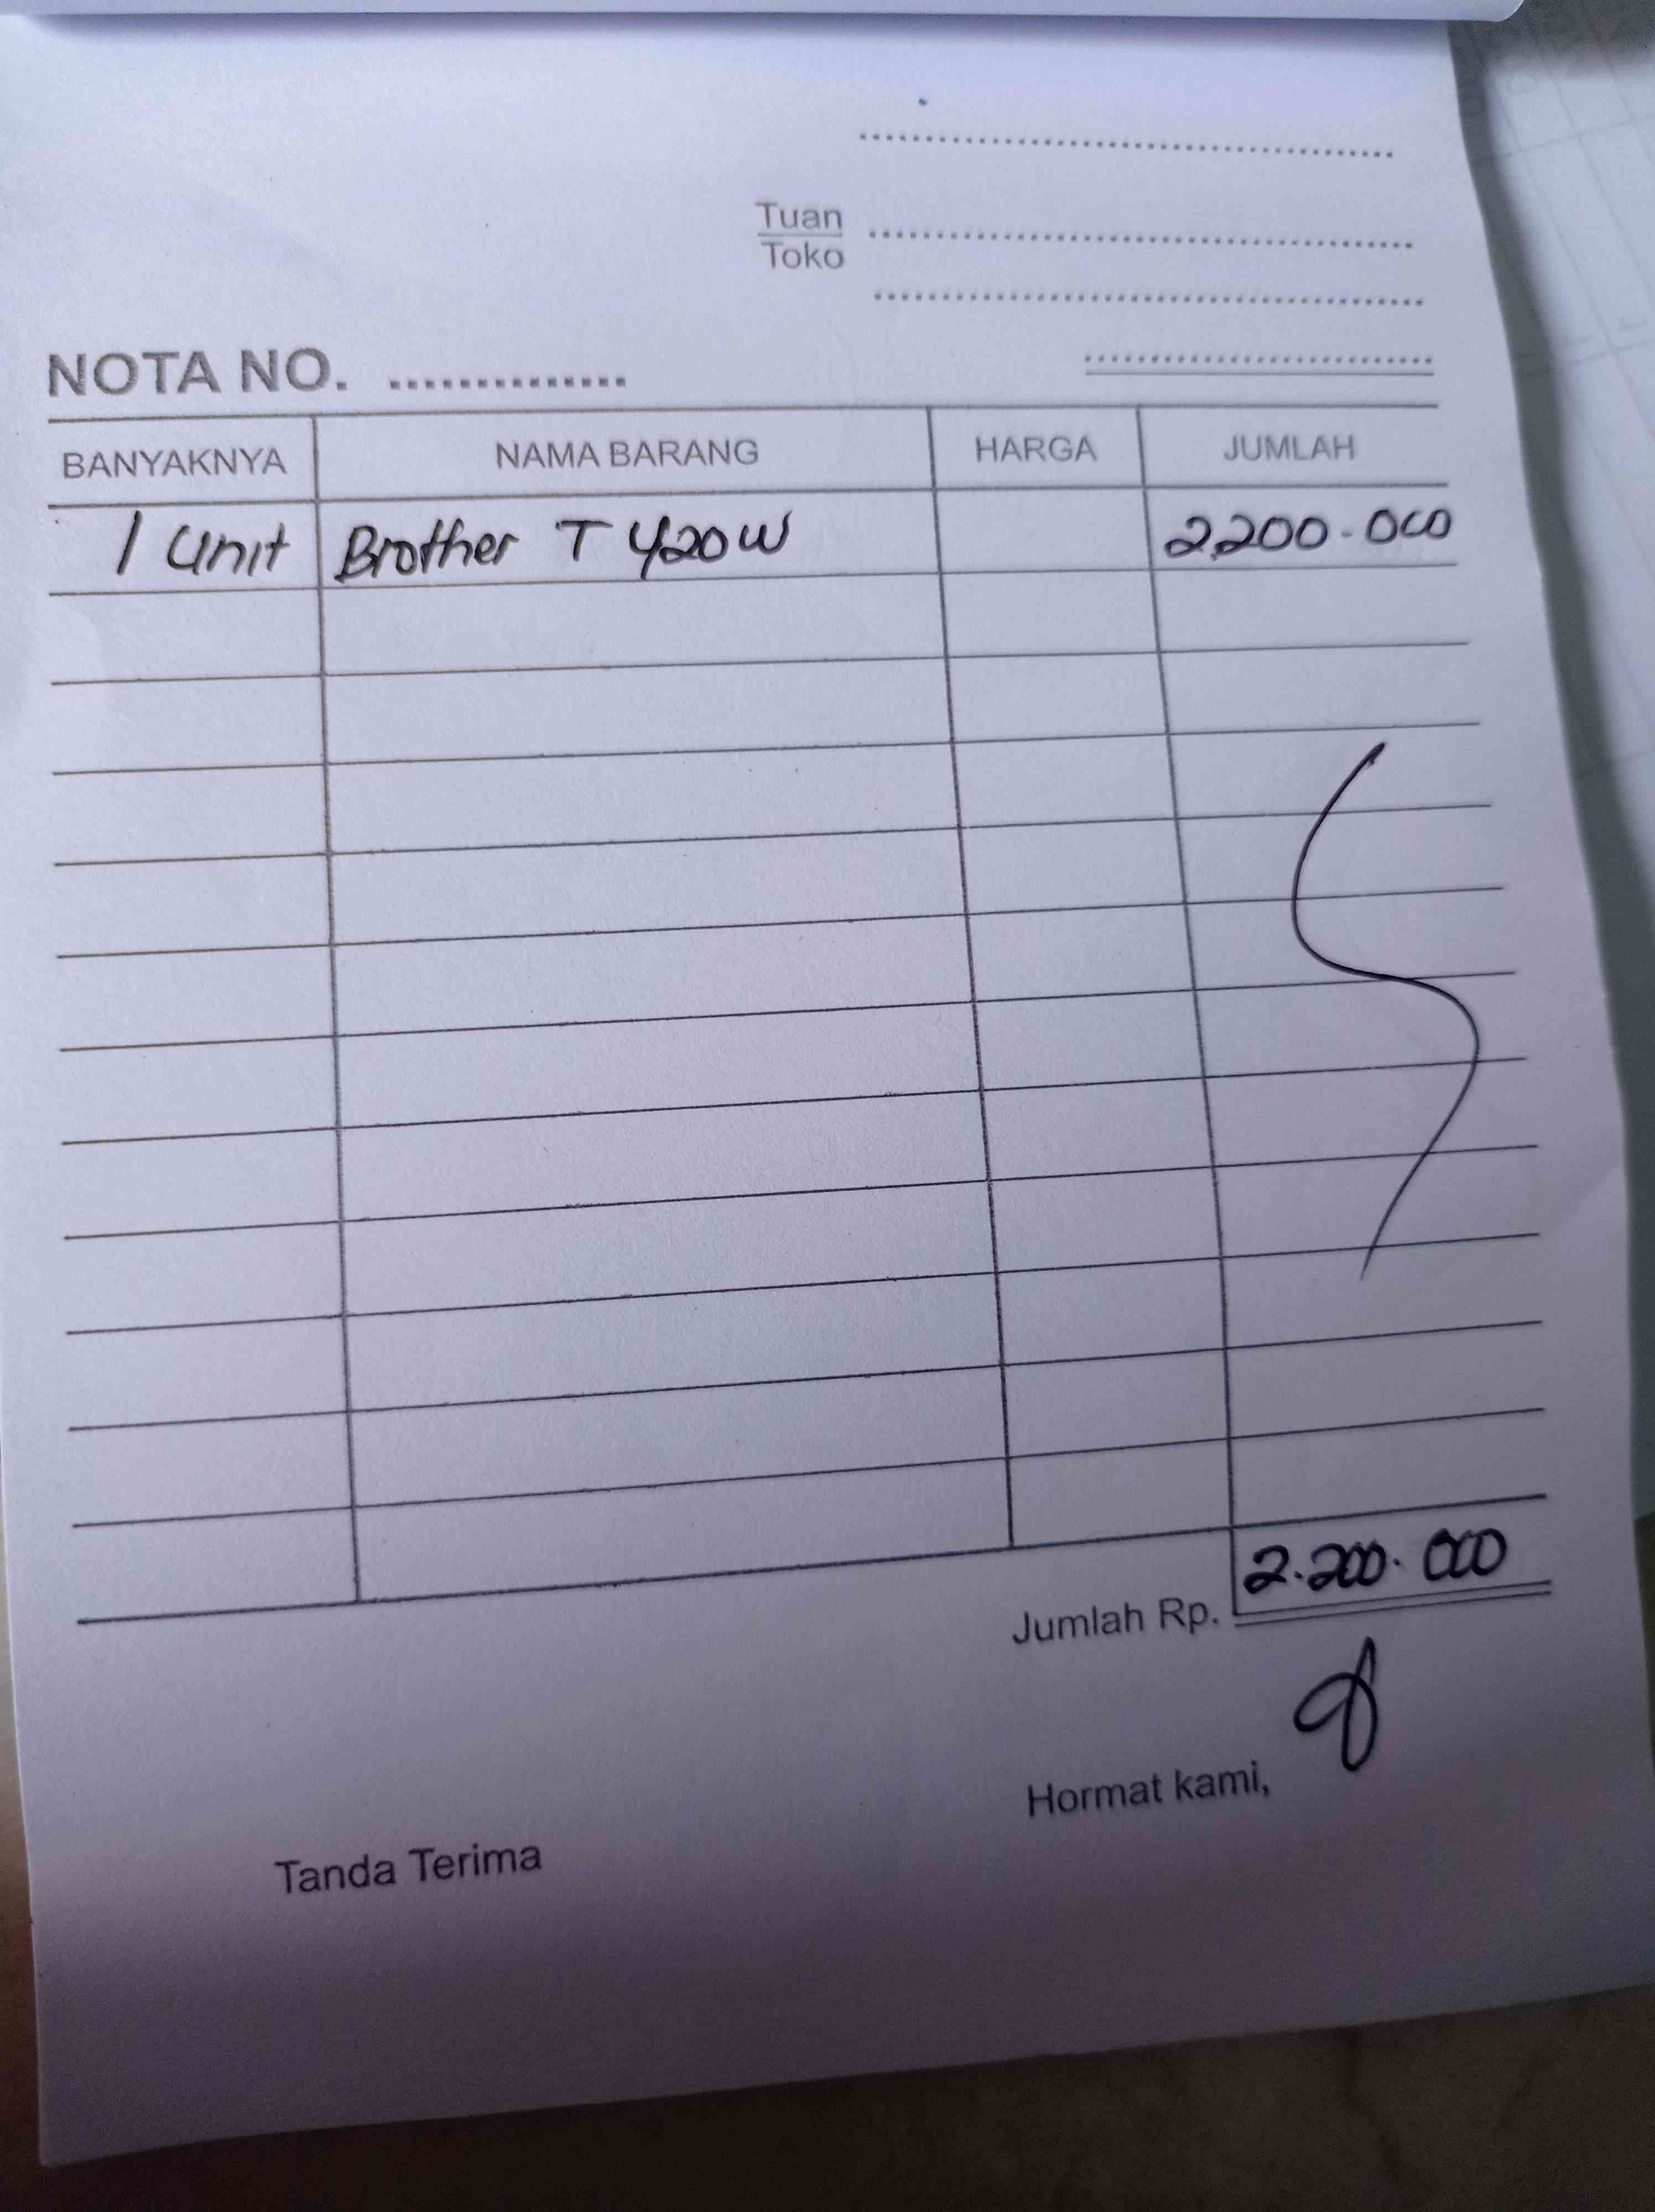 Tuan
Toko
NOTA NO. ..............
BANYAKNYA NAMA BARANG HARGA JUMLAH
1 Unit Brother T 420W 2.200.000
Jumlah Rp. 2.200.000
Hormat kami,
Tanda Terima